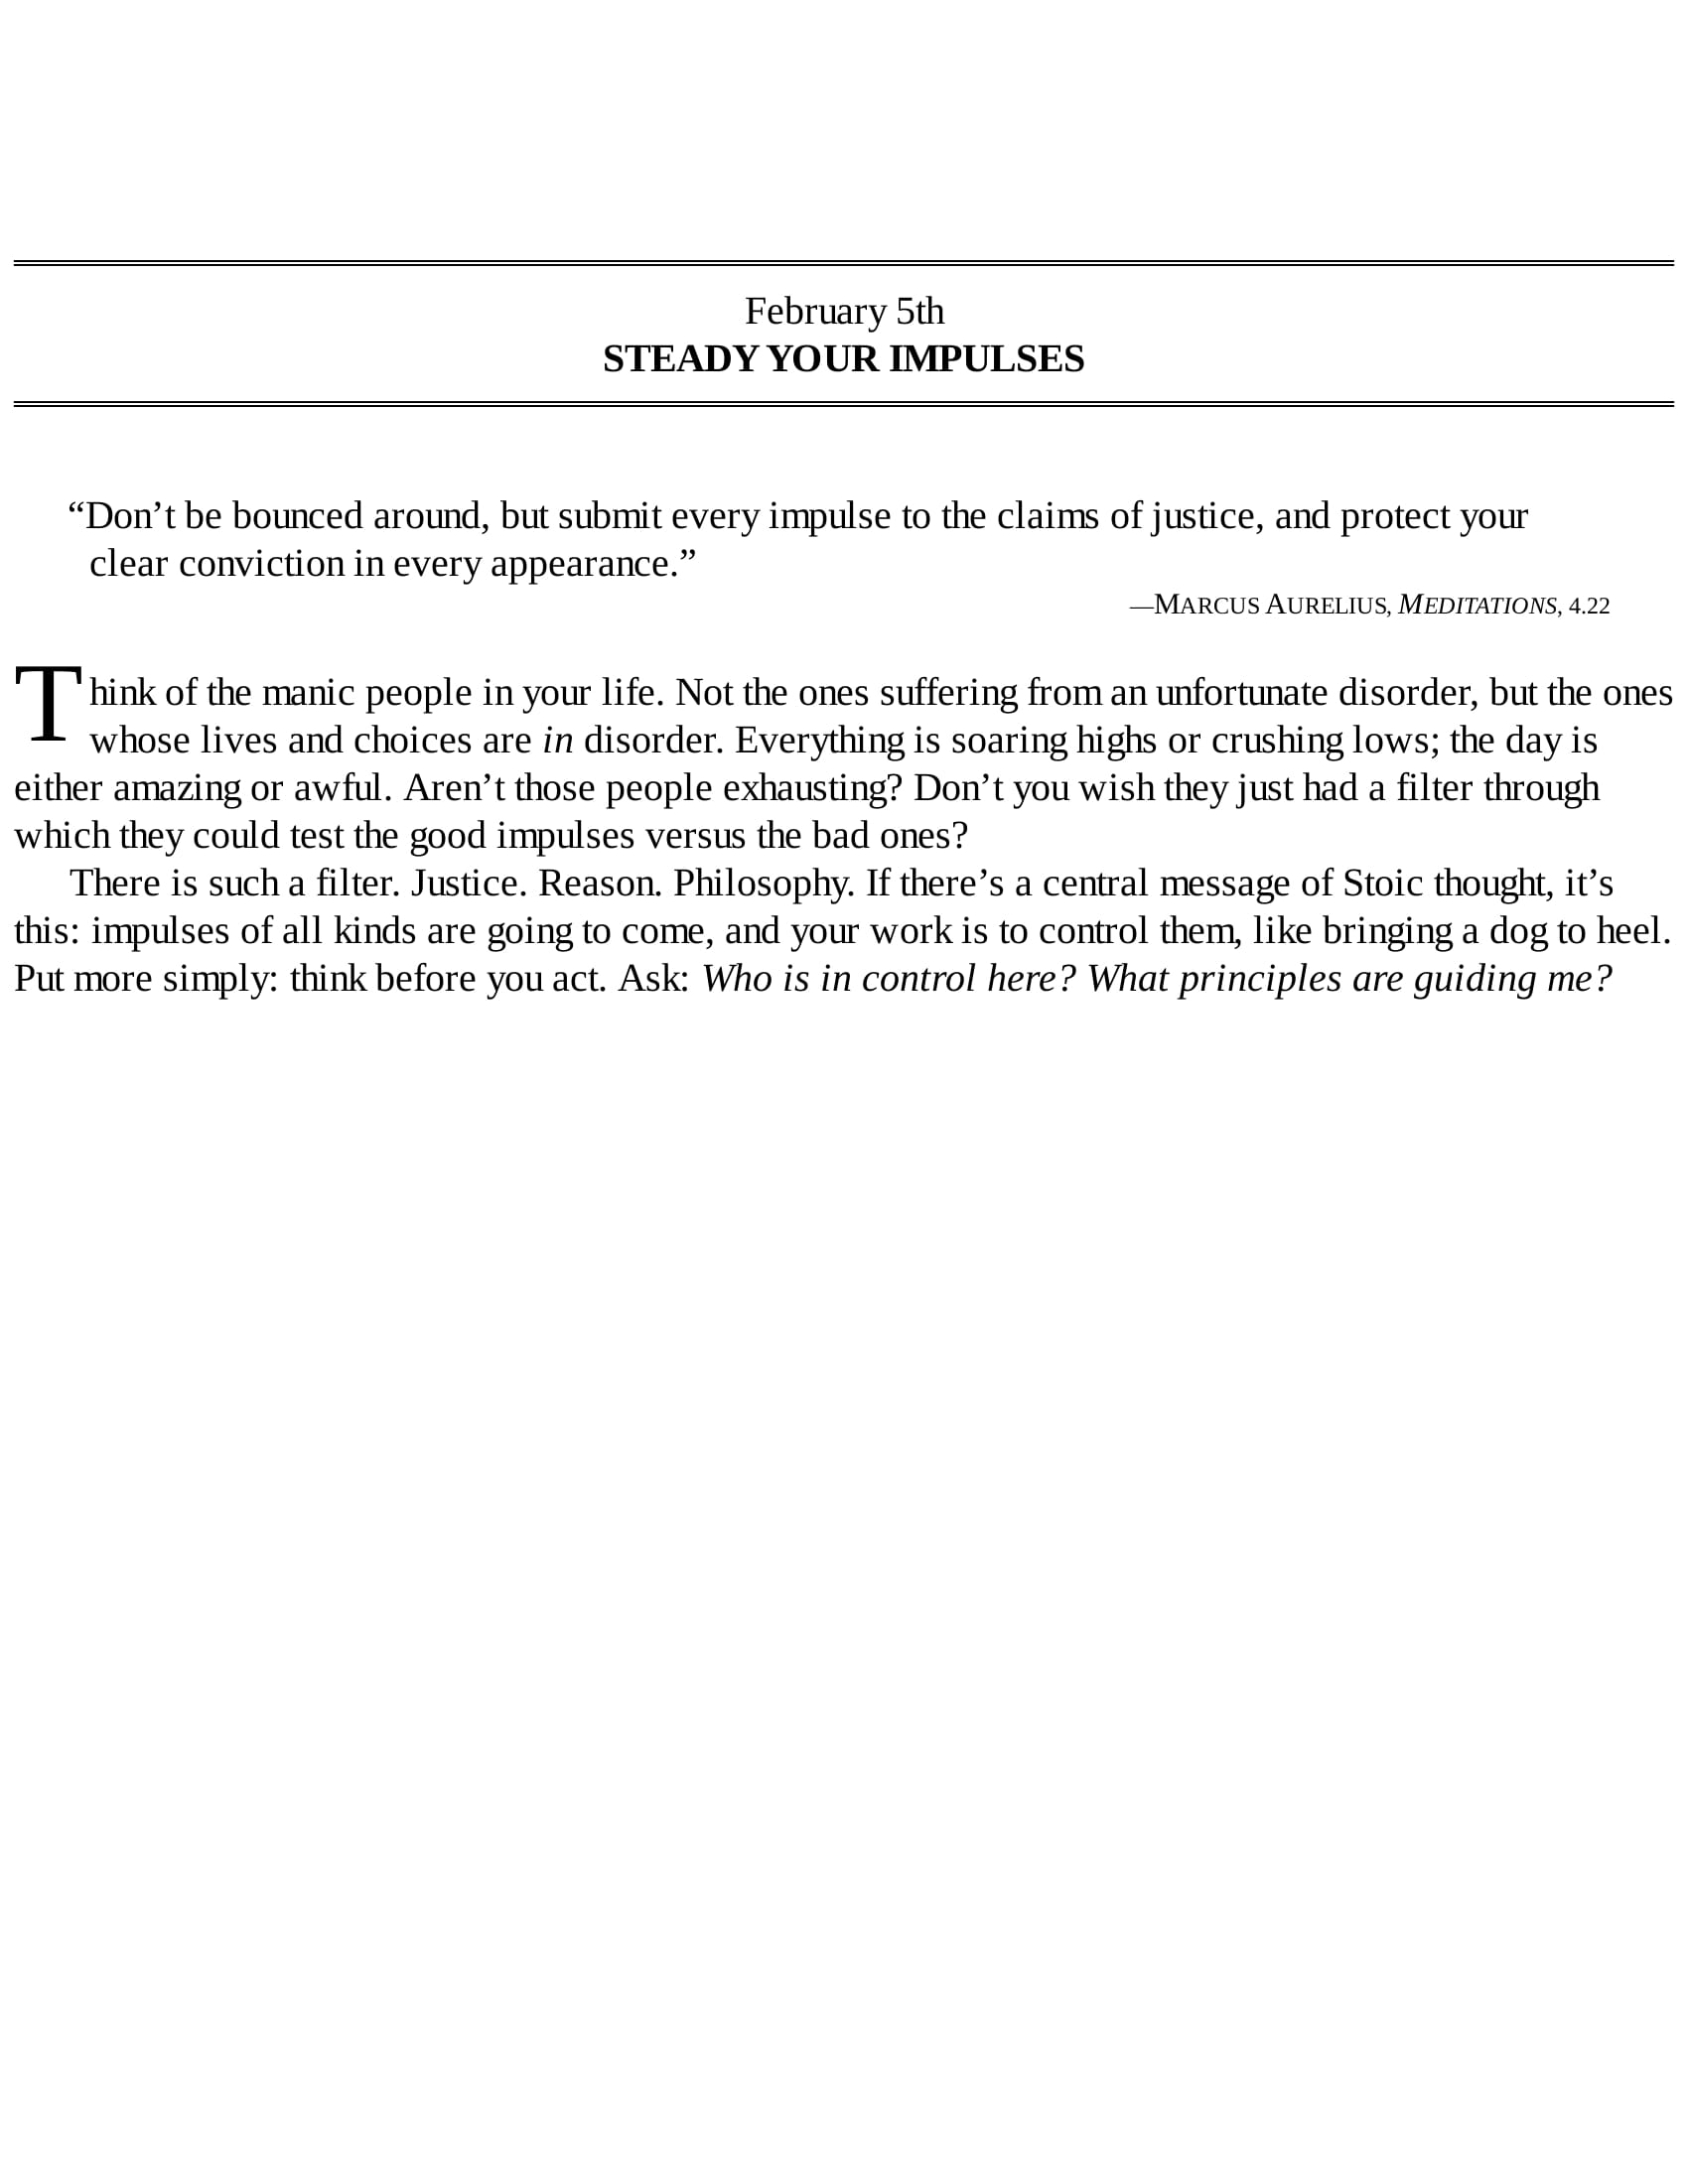 February 5th
STEADY YOUR IMPULSES
“Don’t be bounced around, but submit every impulse to the claims of justice, and protect your
clear conviction in every appearance.”
—MARCUS AURELIUS, MEDITATIONS, 4.22
Think of the manic people in your life. Not the ones suffering from an unfortunate disorder, but the ones
whose lives and choices are in disorder. Everything is soaring highs or crushing lows; the day is
either amazing or awful. Aren’t those people exhausting? Don’t you wish they just had a filter through
which they could test the good impulses versus the bad ones?
There is such a filter. Justice. Reason. Philosophy. If there’s a central message of Stoic thought, it’s
this: impulses of all kinds are going to come, and your work is to control them, like bringing a dog to heel.
Put more simply: think before you act. Ask: Who is in control here? What principles are guiding me?